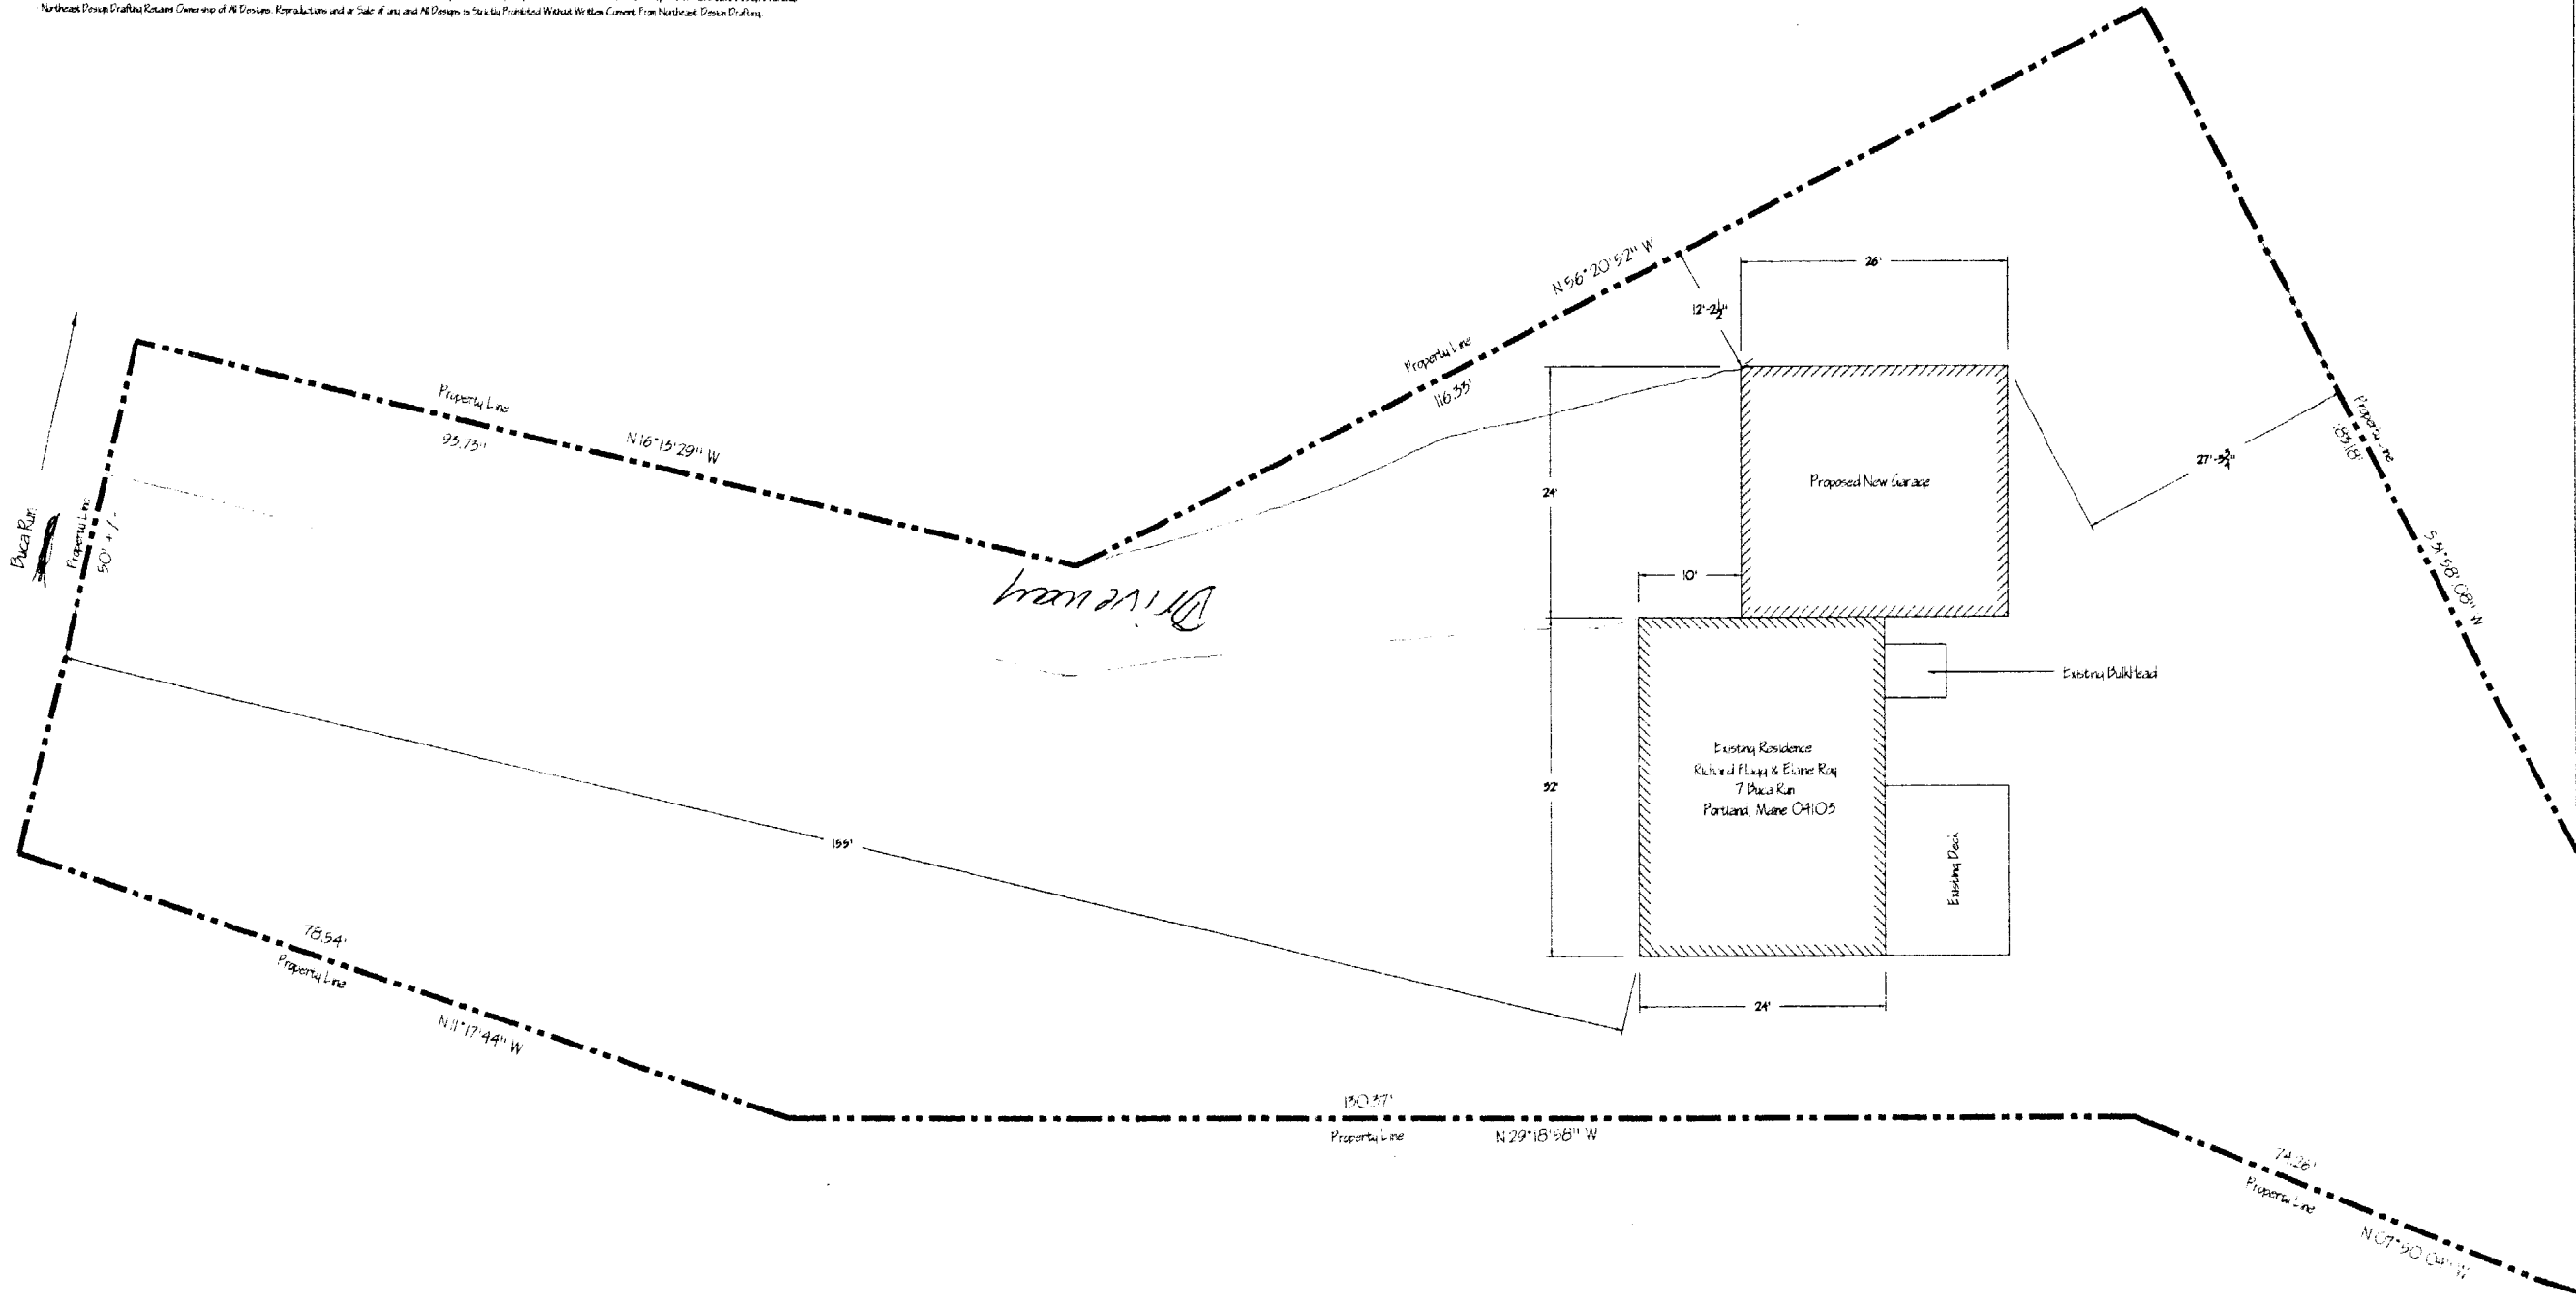 Northeast Design Drafting Retains Ownership of All Designs. Reproductions and or Sale of any and All Designs is Strictly Prohibited Without Written Consent From Northeast Design Drafting.
N 56°20'52" W
26'
12'-2½"
Property Line
116.33'
Property Line
93.73"
N 16°13'29" W
Buca Run
Property Line
50' +/-
Driveway
24'
Proposed New Garage
27'-5¾"
Property Line
183.18'
S 51°58'08" W
10'
Existing BulkHead
32'
Existing Residence
Richard Flagg & Elaine Roy
7 Buca Run
Portland, Maine 04103
Existing Deck
155'
24'
78.54'
Property Line
N 11°17'44" W
130.37'
Property Line
N 29°18'58" W
74.26'
Property Line
N 07°50'04" W